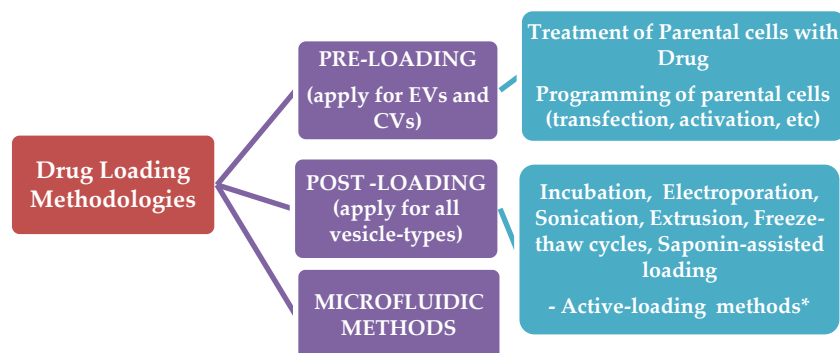 Drug Loading
Methodologies
PRE-LOADING
(apply for EVs and
CVs)
Treatment of Parental cells with
Drug
Programming of parental cells
(transfection, activation, etc)
POST -LOADING
(apply for all
vesicle-types)
Incubation, Electroporation,
Sonication, Extrusion, Freeze-
thaw cycles, Saponin-assisted
loading
- Active-loading methods*
MICROFLUIDIC
METHODS